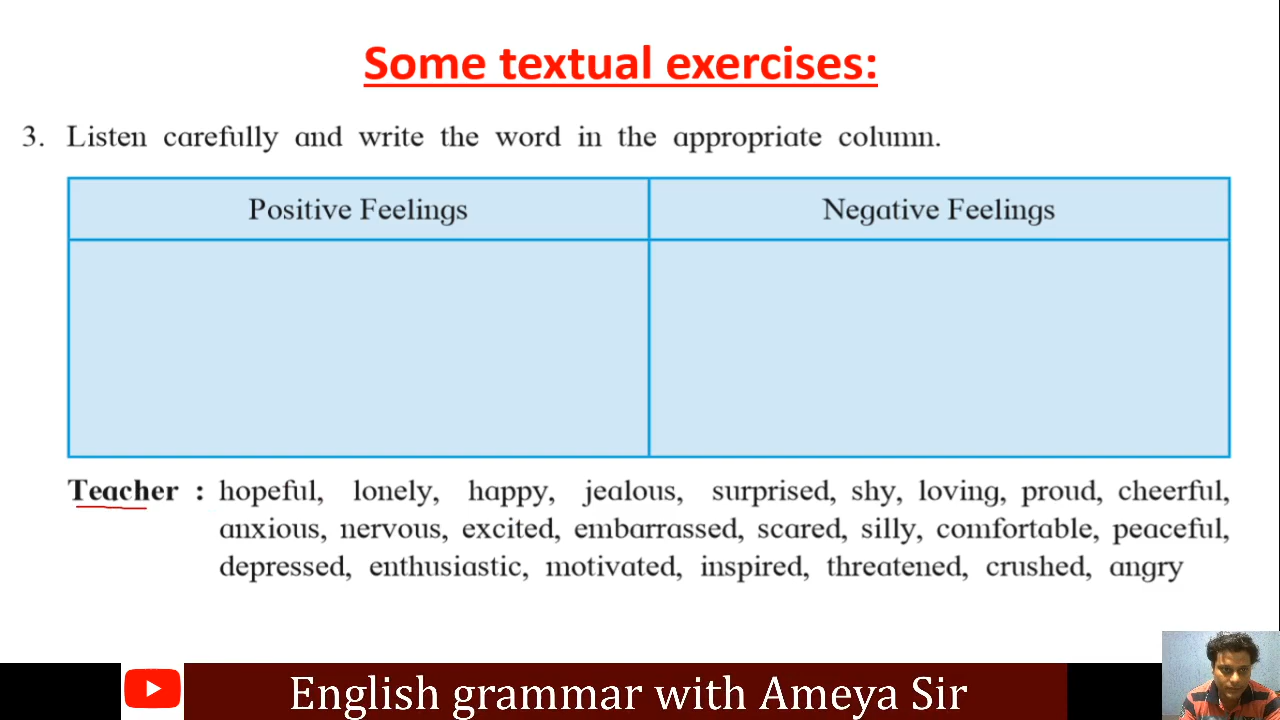 Some textual exercises:
3. Listen carefully and write the word in the appropriate column.
Positive Feelings
Negative Feelings
Teacher : hopeful, lonely, happy, jealous, surprised, shy, loving, proud, cheerful,
anxious, nervous, excited, embarrassed, scared, silly, comfortable, peaceful,
depressed, enthusiastic, motivated, inspired, threatened, crushed, angry
English grammar with Ameya Sir